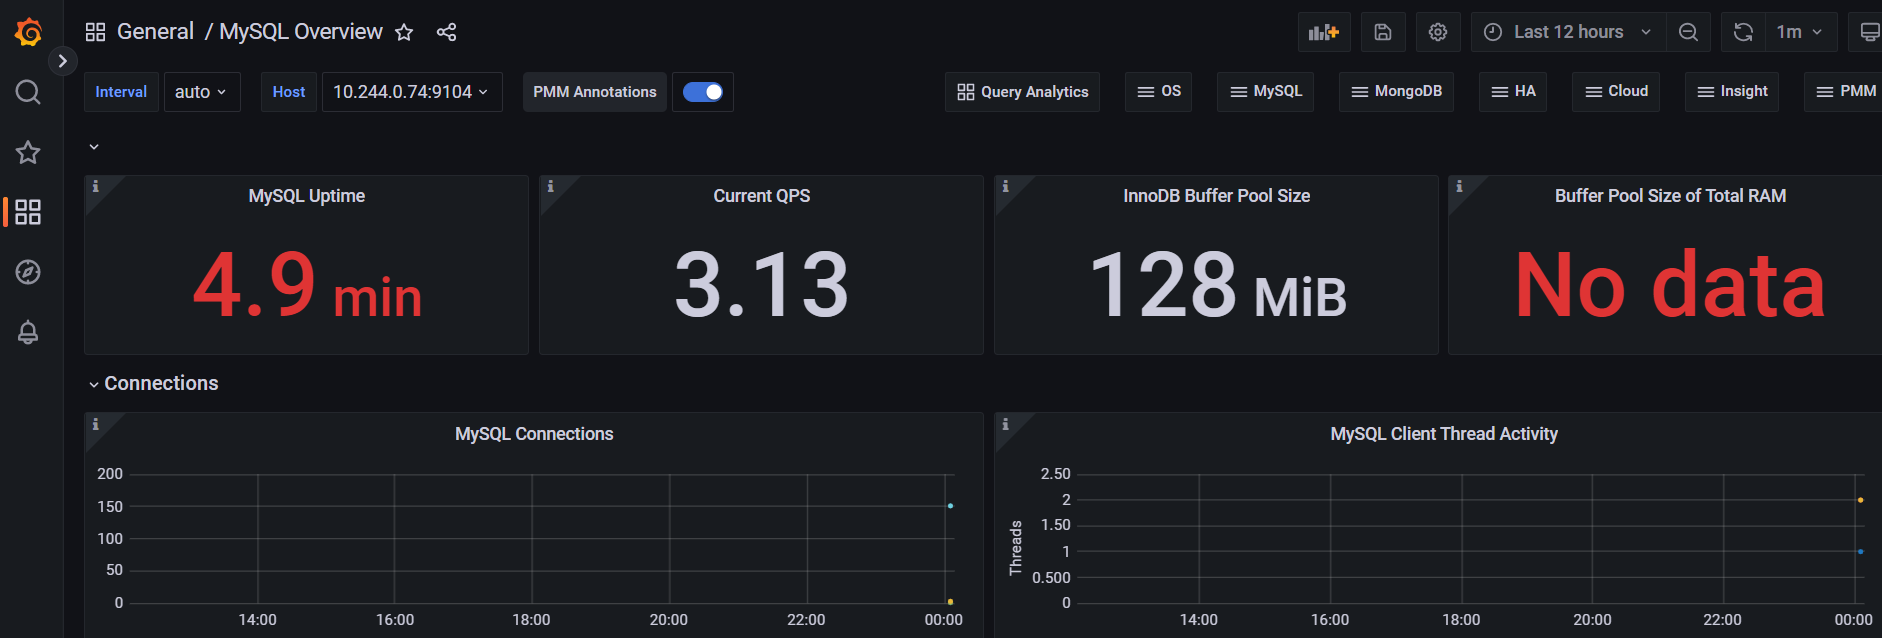 General / MySQL Overview
Last 12 hours
1m
Interval
auto
Host
10.244.0.74:9104
PMM Annotations
Query Analytics
OS
MySQL
MongoDB
HA
Cloud
Insight
PMM
MySQL Uptime
4.9 min
Current QPS
3.13
InnoDB Buffer Pool Size
128 MiB
Buffer Pool Size of Total RAM
No data
Connections
MySQL Connections
200
150
100
50
0
14:00
16:00
18:00
20:00
22:00
00:00
MySQL Client Thread Activity
Threads
2.50
2
1.50
1
0.500
0
14:00
16:00
18:00
20:00
22:00
00:00